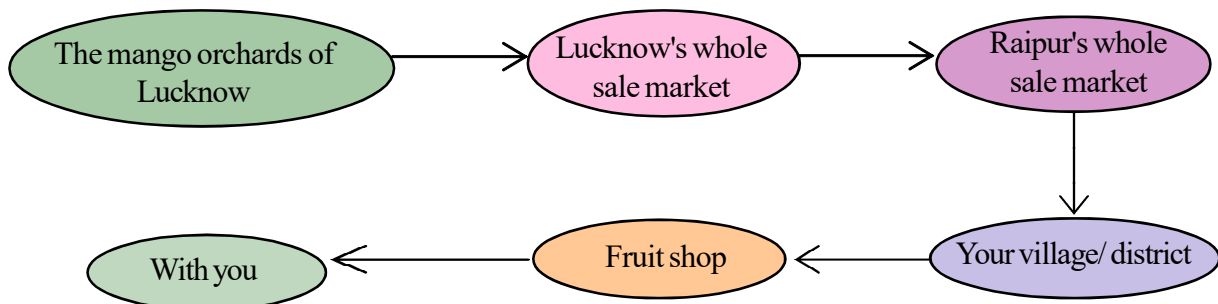 The mango orchards of
Lucknow
Lucknow's whole
sale market
Raipur's whole
sale market
Your village/ district
Fruit shop
With you